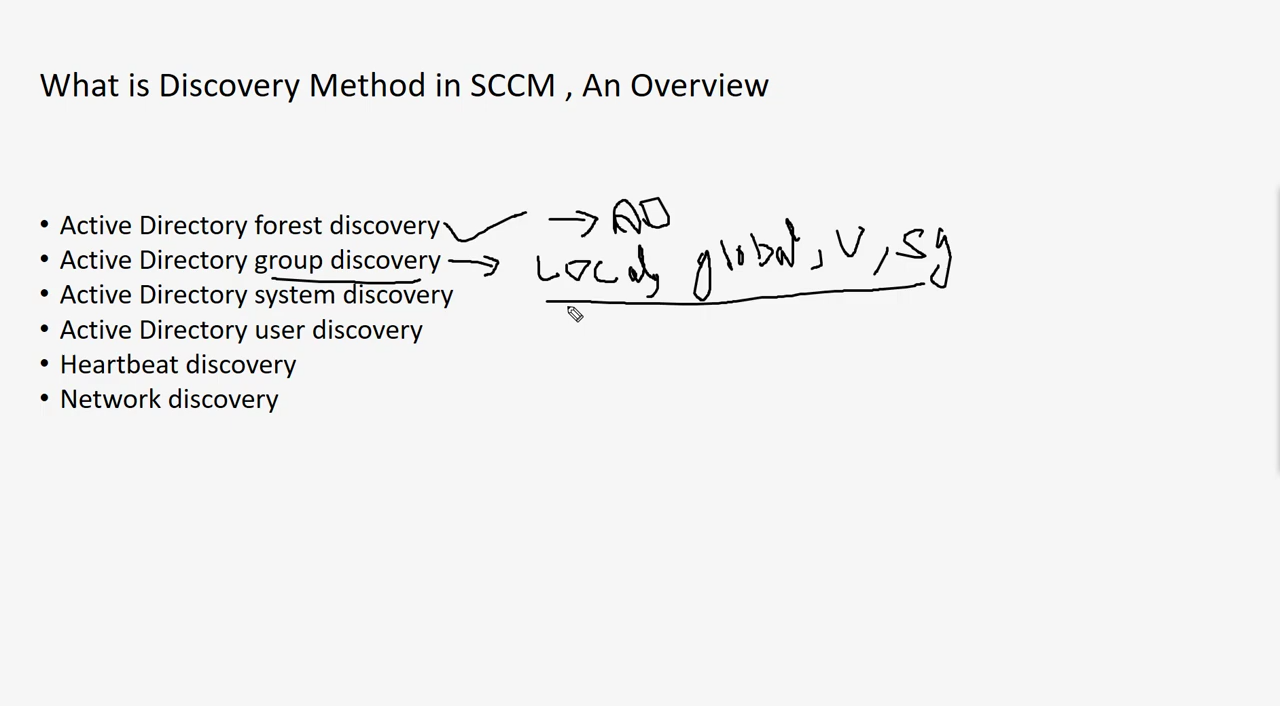 What is Discovery Method in SCCM , An Overview
• Active Directory forest discovery → AD
• Active Directory group discovery → Local, global, U, Sg
• Active Directory system discovery
• Active Directory user discovery
• Heartbeat discovery
• Network discovery